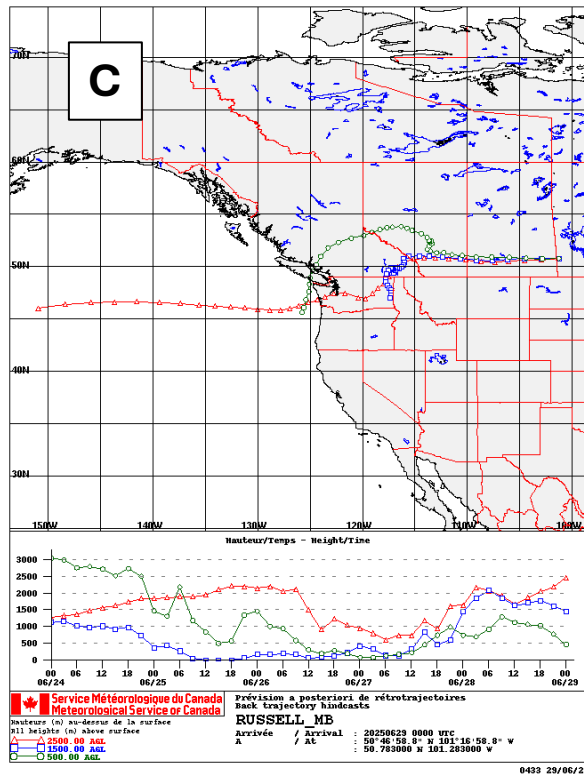 C
70N
60N
50N
40N
30N
150W 140W 130W 120W 110W 100W
Hauteur/Temps - Height/Time
3000
2500
2000
1500
1000
500
0
00 06 12 18 00 06 12 18 00 06 12 18 00 06 12 18 00 06 12 18 00
06/24 06/25 06/26 06/27 06/28 06/29
Service Météorologique du Canada
Meteorological Service of Canada
Hauteurs (m) au-dessus de la surface
All heights (m) above surface
2500.00 AGL
1500.00 AGL
500.00 AGL
Prévision a posteriori de rétrotrajectoires
Back trajectory hindcasts
RUSSELL_MB
Arrivée / Arrival : 20250629 0000 UTC
A / At : 50°46'58.8" N 101°16'58.8" W
: 50.783000 N 101.283000 W
0433 29/06/2